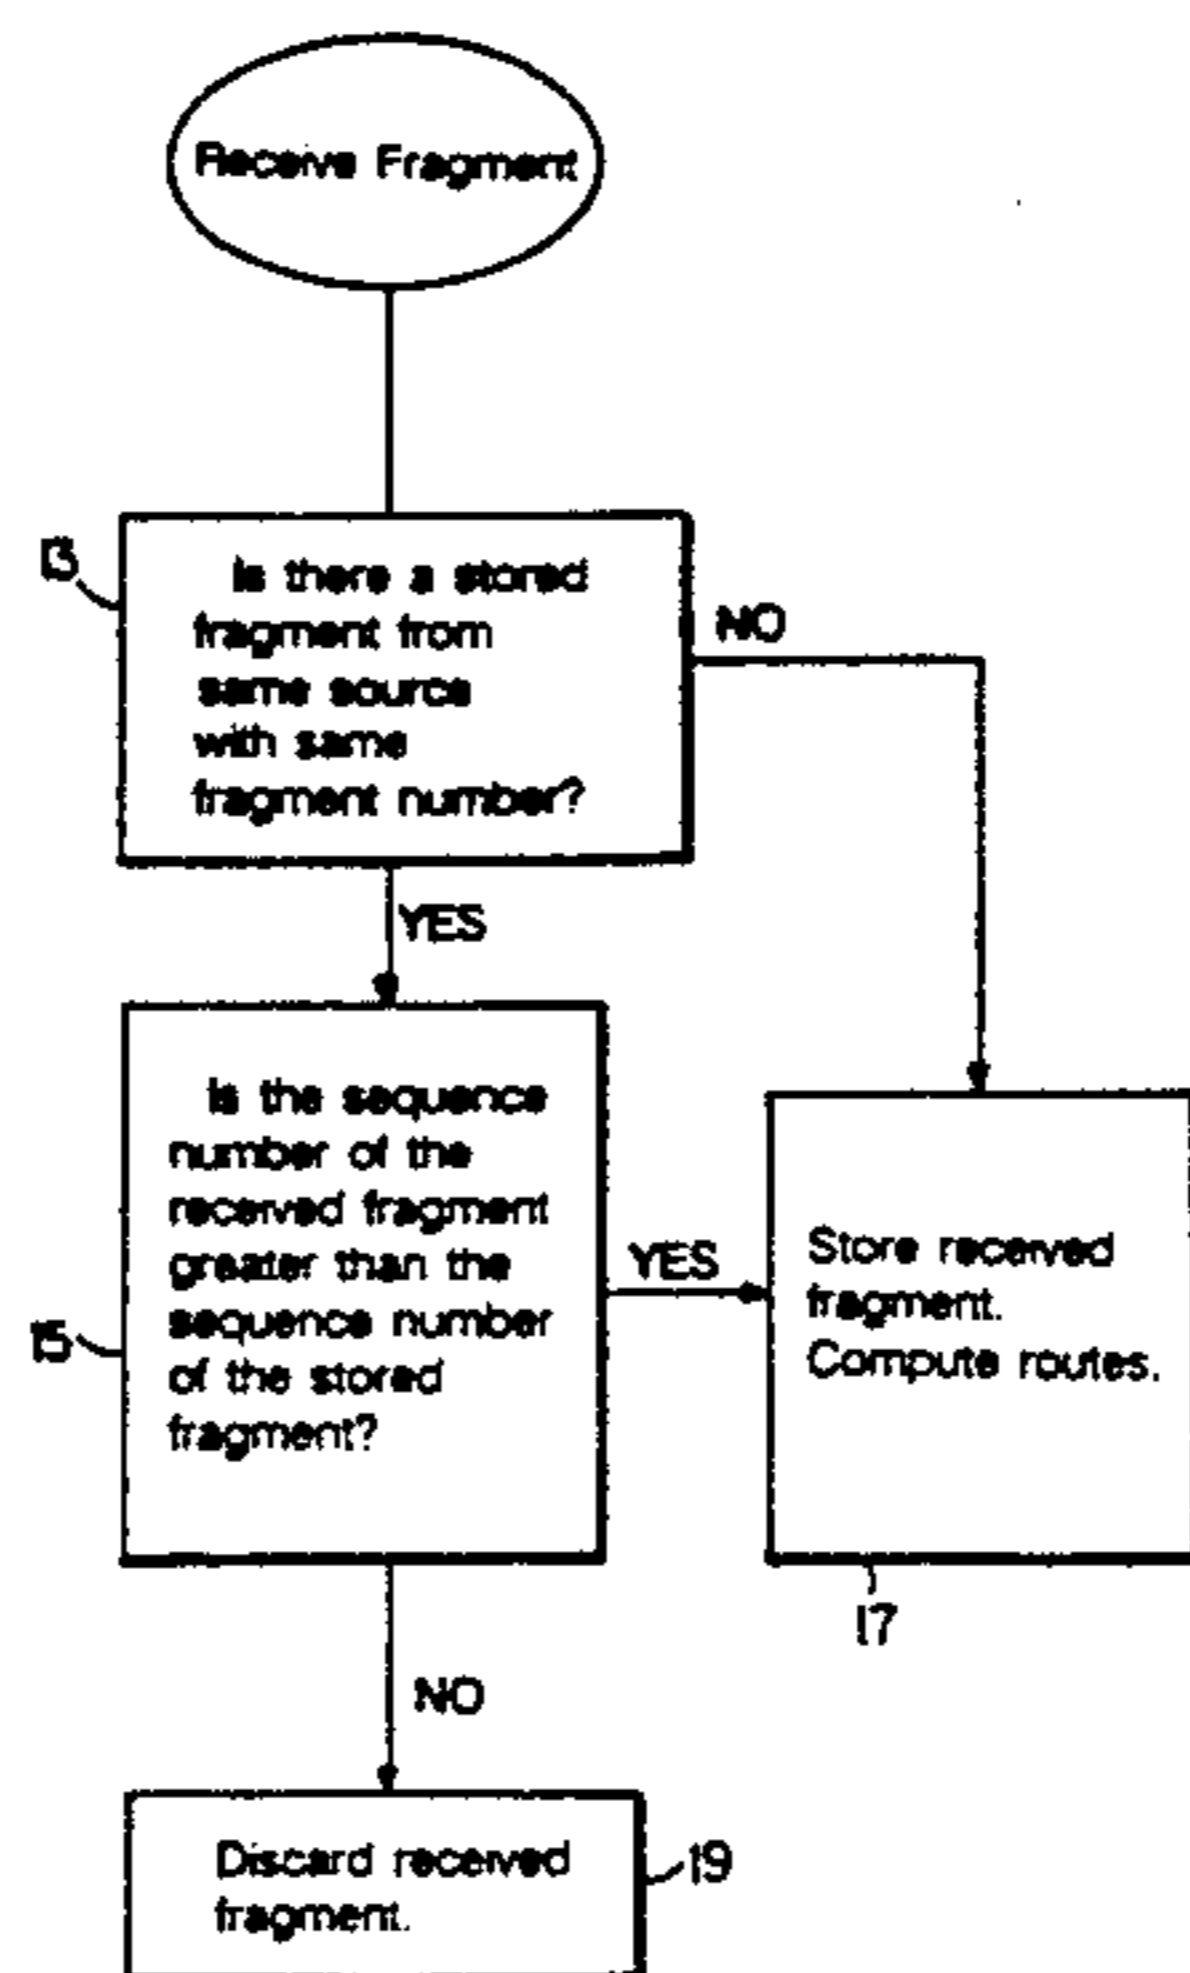 Receive Fragment
13
Is there a stored
fragment from
same source
with same
fragment number?
NO
YES
Is the sequence
number of the
received fragment
greater than the
sequence number
of the stored
fragment?
15
YES
Store received
fragment.
Compute routes.
17
NO
Discard received
fragment.
19